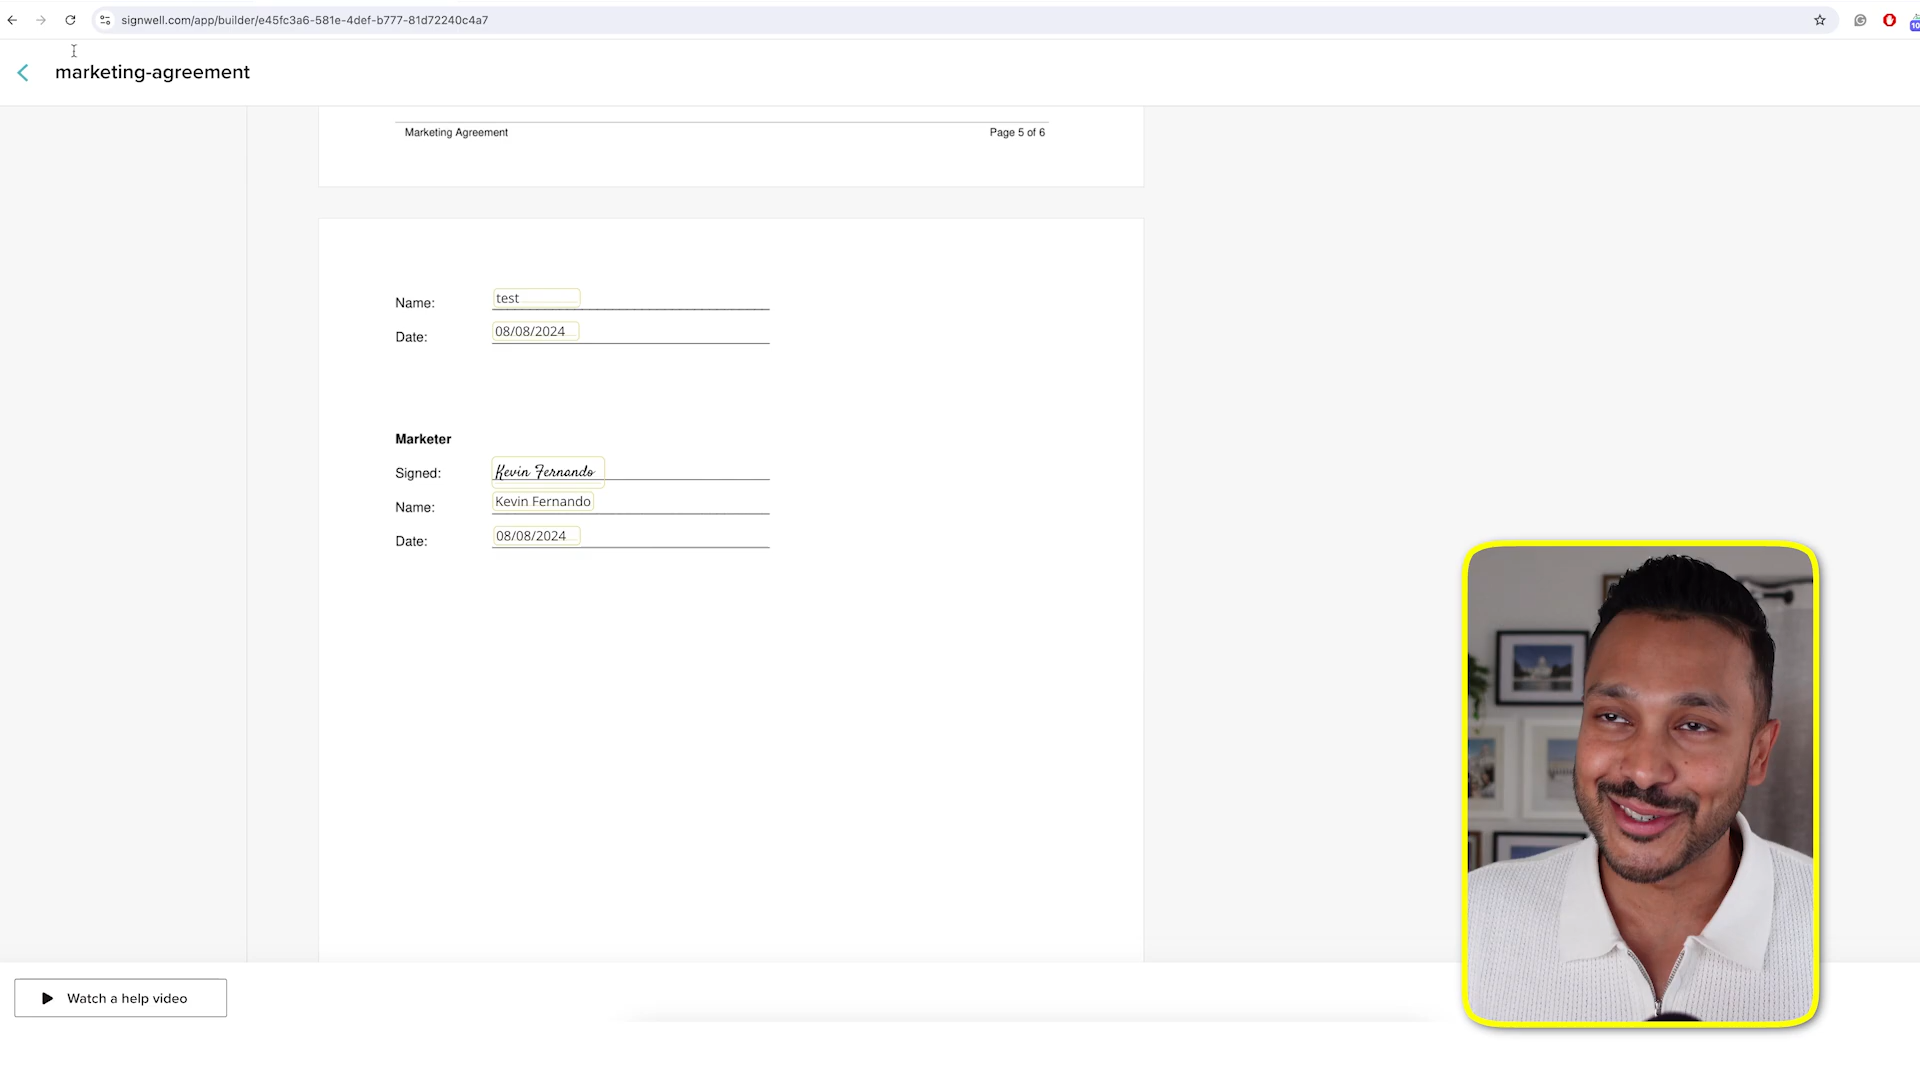 signwell.com/app/builder/e45fc3a6-581e-4def-b777-81d72240c4a7
10
marketing-agreement
Marketing Agreement Page 5 of 6
Name: test
Date: 08/08/2024
Marketer
Signed: Kevin Fernando
Name: Kevin Fernando
Date: 08/08/2024
Watch a help video